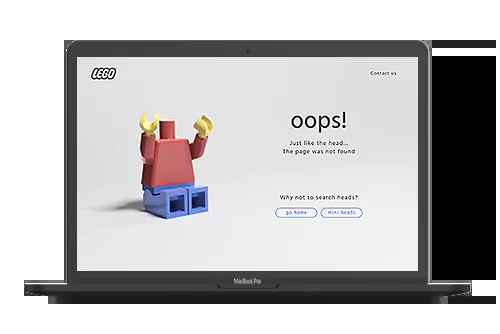 LEGO
Contact us
oops!
Just like the head...
The page was not found
Why not to search heads?
go home
mini heads
MacBook Pro